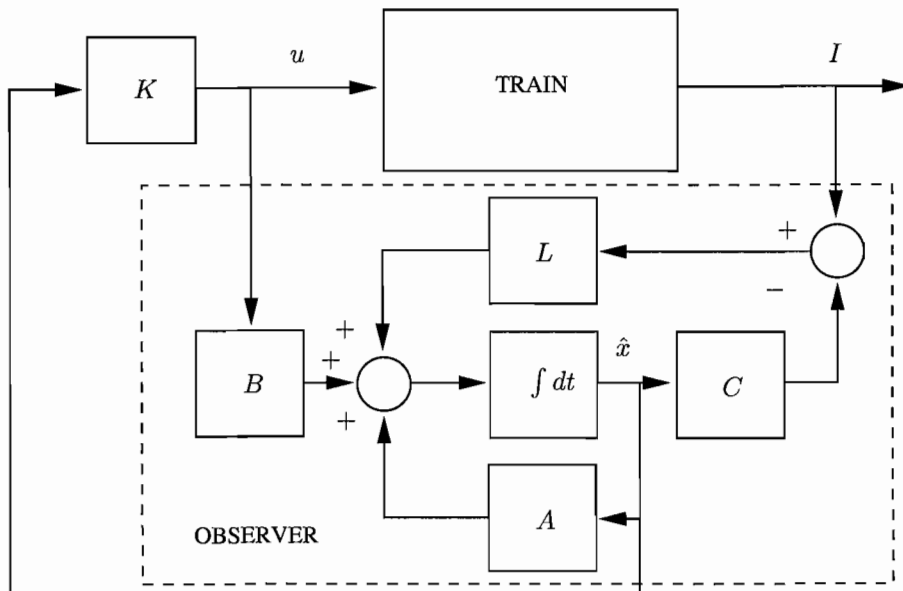 u
I
K
TRAIN
+
L
−
+
x̂
+
B
∫ dt
C
+
A
OBSERVER